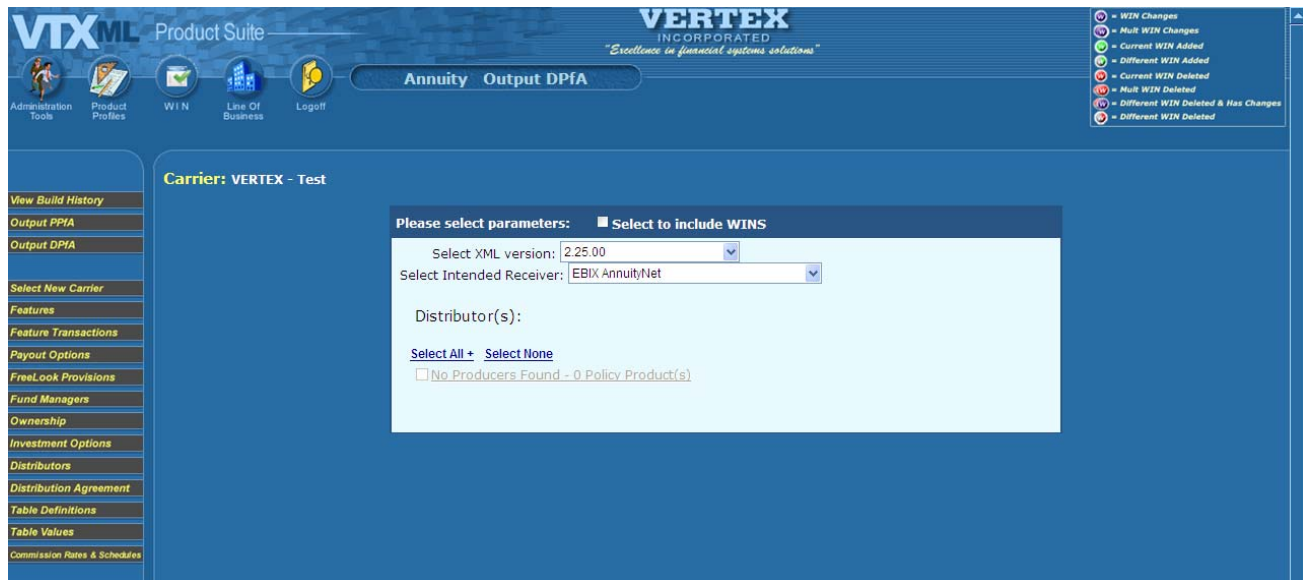 VTXML Product Suite
VERTEX
INCORPORATED
"Excellence in financial systems solutions"
Annuity Output DPfA
Administration Tools
Product Profiles
WIN
Line Of Business
Logoff
= WIN Changes
= Mult WIN Changes
= Current WIN Added
= Different WIN Added
= Current WIN Deleted
= Mult WIN Deleted
= Different WIN Deleted & Has Changes
= Different WIN Deleted
View Build History
Output PPfA
Output DPfA
Select New Carrier
Features
Feature Transactions
Payout Options
FreeLook Provisions
Fund Managers
Ownership
Investment Options
Distributors
Distribution Agreement
Table Definitions
Table Values
Commission Rates & Schedules
Carrier: VERTEX - Test
Please select parameters: Select to include WINS
Select XML version: 2.25.00
Select Intended Receiver: EBIX AnnuityNet
Distributor(s):
Select All + Select None
No Producers Found - 0 Policy Product(s)